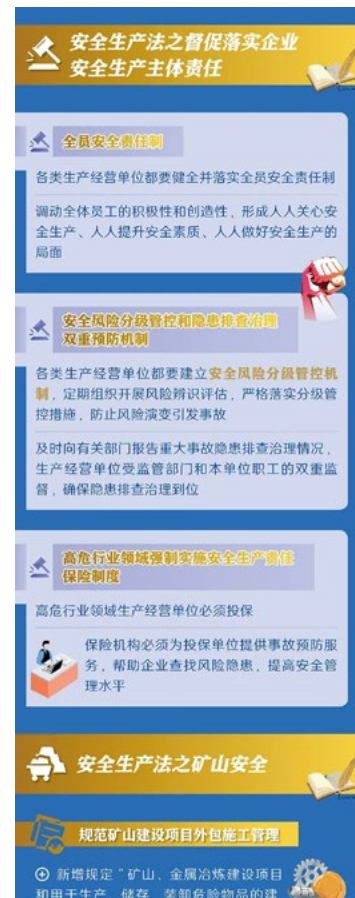 安全生产法之督促落实企业
安全生产主体责任
全员安全责任制
各类生产经营单位都要健全并落实全员安全责任制
调动全体员工的积极性和创造性，形成人人关心安
全生产、人人提升安全素质、人人做好安全生产的
局面
安全风险分级管控和隐患排查治理
双重预防机制
各类生产经营单位都要建立安全风险分级管控机
制，定期组织开展风险辨识评估，严格落实分级管
控措施，防止风险演变引发事故
及时向有关部门报告重大事故隐患排查治理情况，
生产经营单位受监管部门和本单位职工的双重监
督，确保隐患排查治理到位
高危行业领域强制实施安全生产责任
保险制度
高危行业领域生产经营单位必须投保
保险机构必须为投保单位提供事故预防服
务，帮助企业查找风险隐患，提高安全管
理水平
安全生产法之矿山安全
规范矿山建设项目外包施工管理
新增规定“矿山、金属冶炼建设项目
和用于生产、储存、装卸危险物品的建